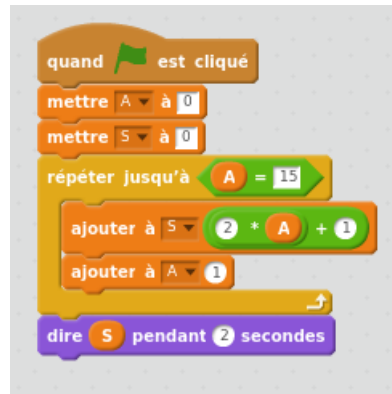 quand est cliqué
mettre A à 0
mettre S à 0
répéter jusqu'à A = 15
ajouter à S 2 * A + 1
ajouter à A 1
dire S pendant 2 secondes